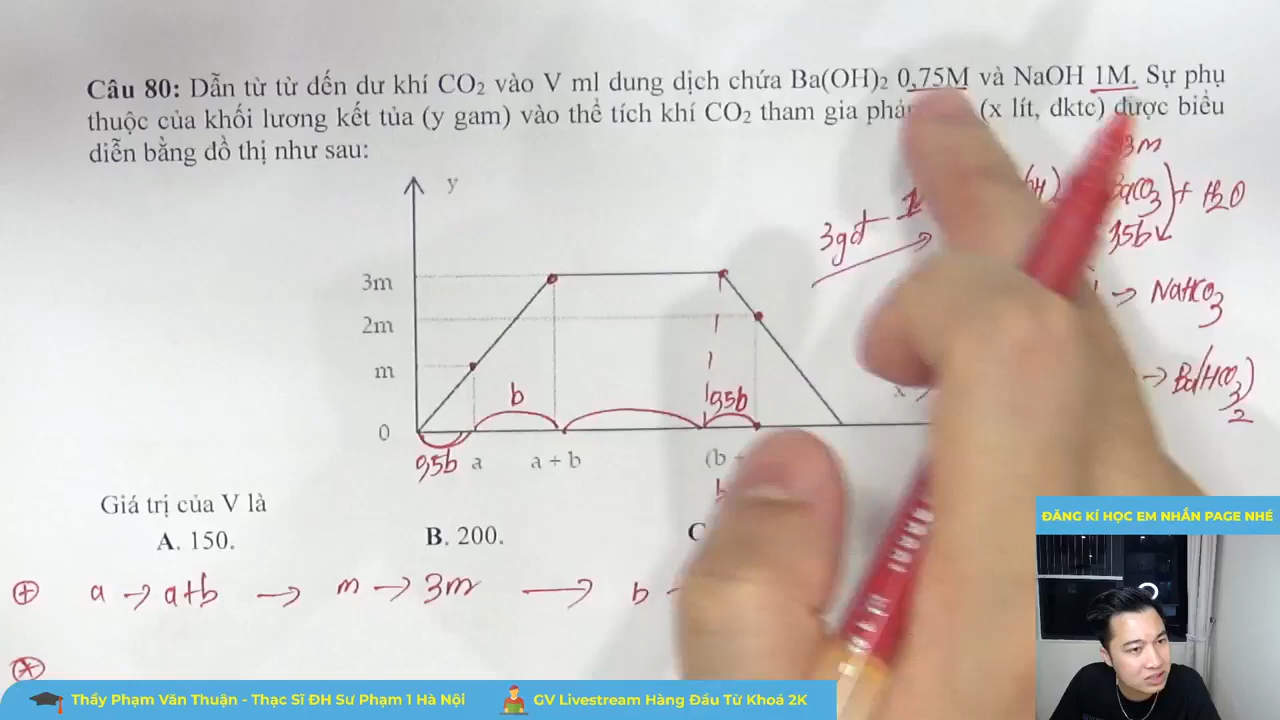 Câu 80: Dẫn từ từ đến dư khí CO₂ vào V ml dung dịch chứa Ba(OH)₂ 0,75M và NaOH 1M. Sự phụ
thuộc của khối lượng kết tủa (y gam) vào thể tích khí CO₂ tham gia (x lít, đktc) được biểu
diễn bằng đồ thị như sau:
y
3m
2m
m
0
b
0,5b
0,5b
a
a + b
(b +
3gđ
+ H2O
→ NaHCO3
→ Ba(HCO3)2
Giá trị của V là
A. 150.
B. 200.
C
⊕ a → a+b → m → 3m → b
ĐĂNG KÍ HỌC EM NHẮN PAGE NHÉ
Thầy Phạm Văn Thuận - Thạc Sĩ ĐH Sư Phạm 1 Hà Nội
GV Livestream Hàng Đầu Từ Khoá 2K